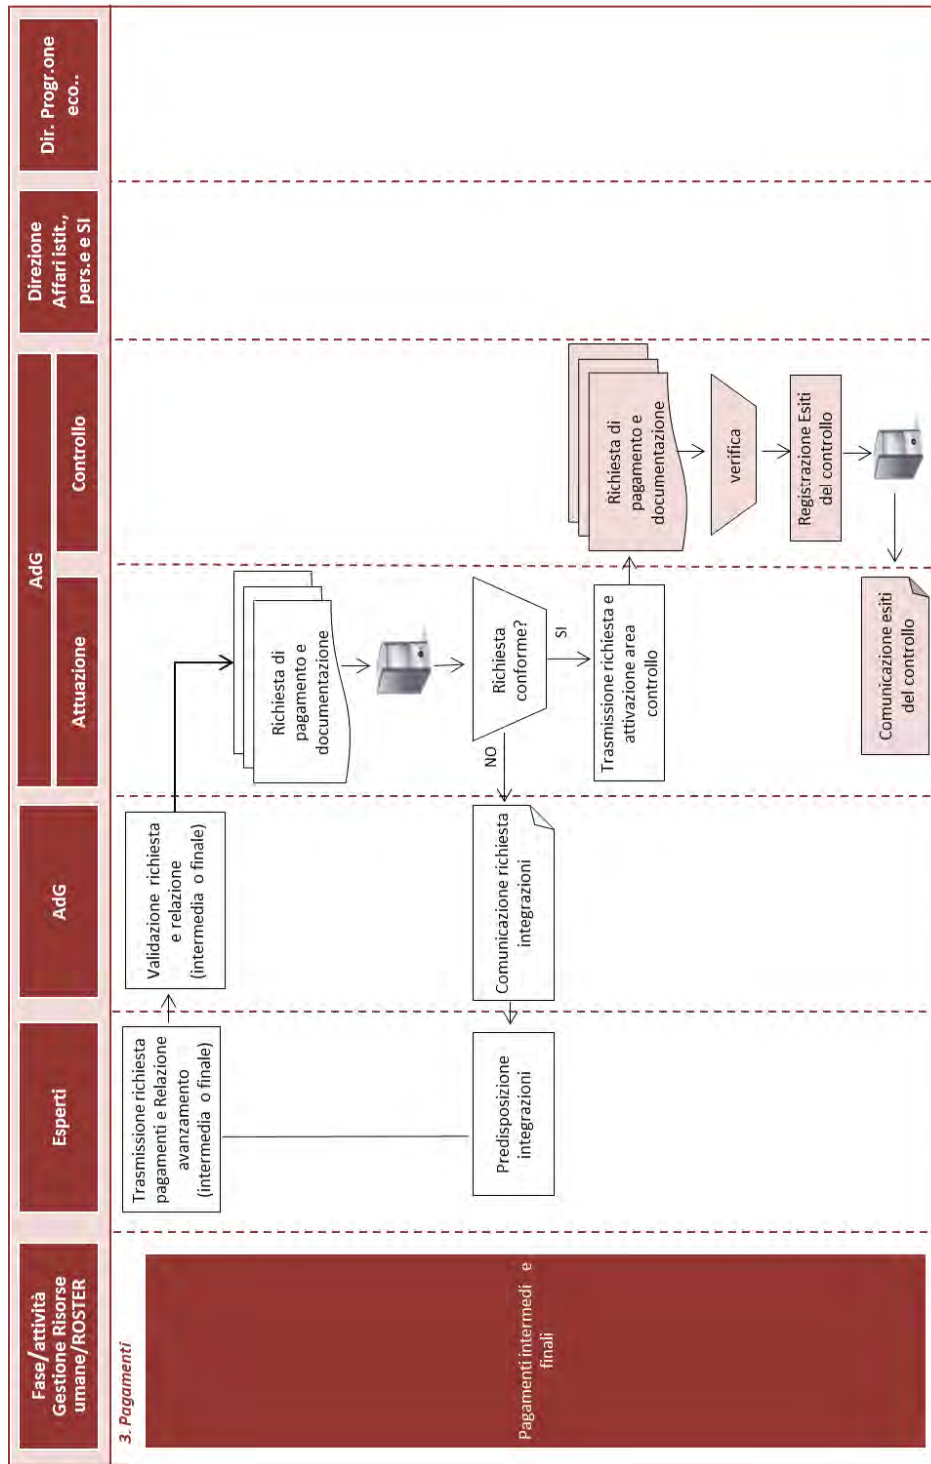 Fase/attività
Gestione Risorse
umane/ROSTER
Esperti
AdG
AdG
Attuazione
Controllo
Direzione
Affari istit.,
pers.e e SI
Dir. Progr.one
eco..
3. Pagamenti
Pagamenti intermedi e
finali
Trasmissione richiesta
pagamenti e Relazione
avanzamento
(intermedia o finale)
Validazione richiesta
e relazione
(intermedia o finale)
Richiesta di
pagamento e
documentazione
Richiesta
conforme?
NO
SI
Comunicazione richiesta
integrazioni
Predisposizione
integrazioni
Trasmissione richiesta e
attivazione area
controllo
Richiesta di
pagamento e
documentazione
verifica
Registrazione Esiti
del controllo
Comunicazione esiti
del controllo